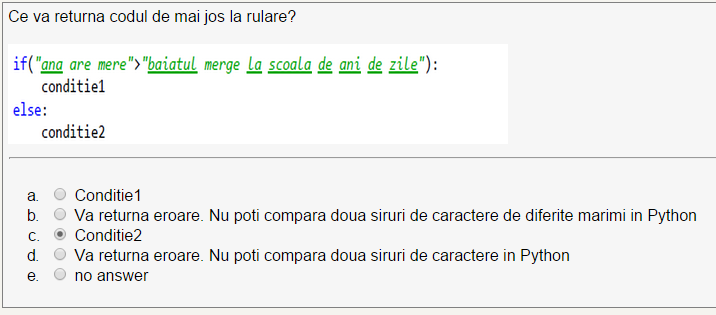 Ce va returna codul de mai jos la rulare?
if("ana are mere">"baiatul merge la scoala de ani de zile"):
conditie1
else:
conditie2
a. Conditie1
b. Va returna eroare. Nu poti compara doua siruri de caractere de diferite marimi in Python
c. Conditie2
d. Va returna eroare. Nu poti compara doua siruri de caractere in Python
e. no answer